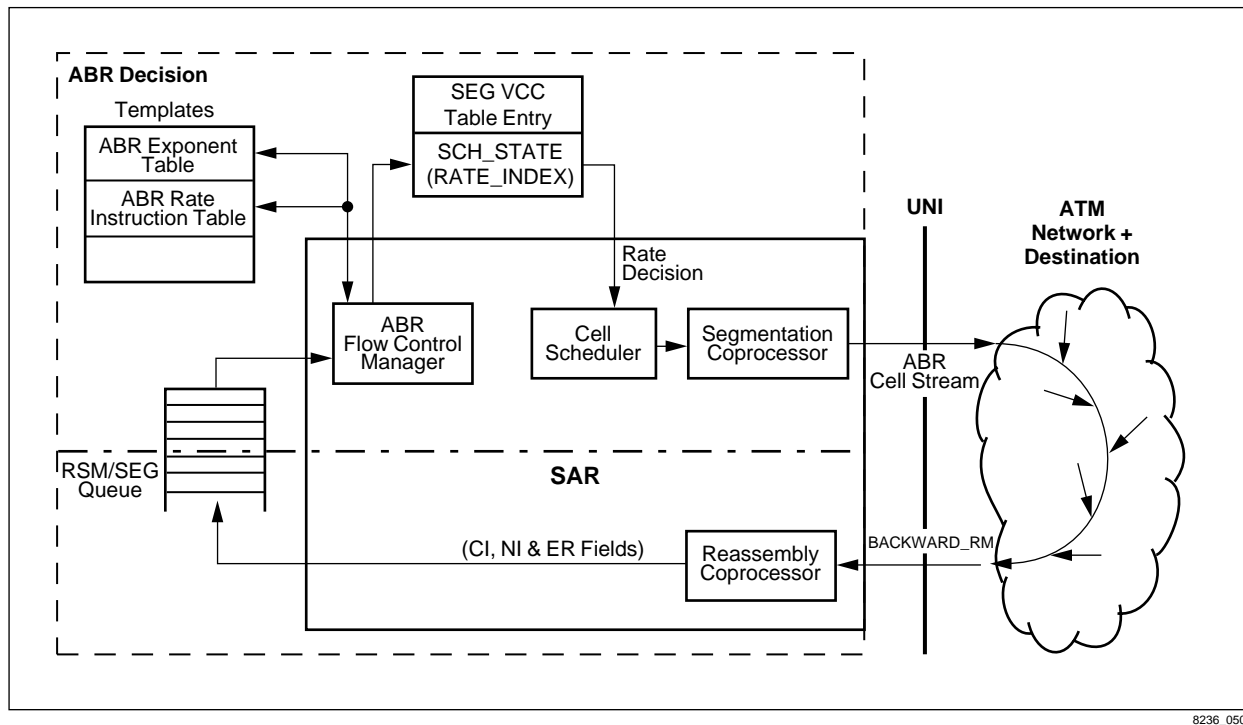 ABR Decision
Templates
ABR Exponent
Table
ABR Rate
Instruction Table
SEG VCC
Table Entry
SCH_STATE
(RATE_INDEX)
UNI
ATM
Network +
Destination
Rate
Decision
ABR
Flow Control
Manager
Cell
Scheduler
Segmentation
Coprocessor
ABR
Cell Stream
RSM/SEG
Queue
SAR
(CI, NI & ER Fields)
Reassembly
Coprocessor
BACKWARD_RM